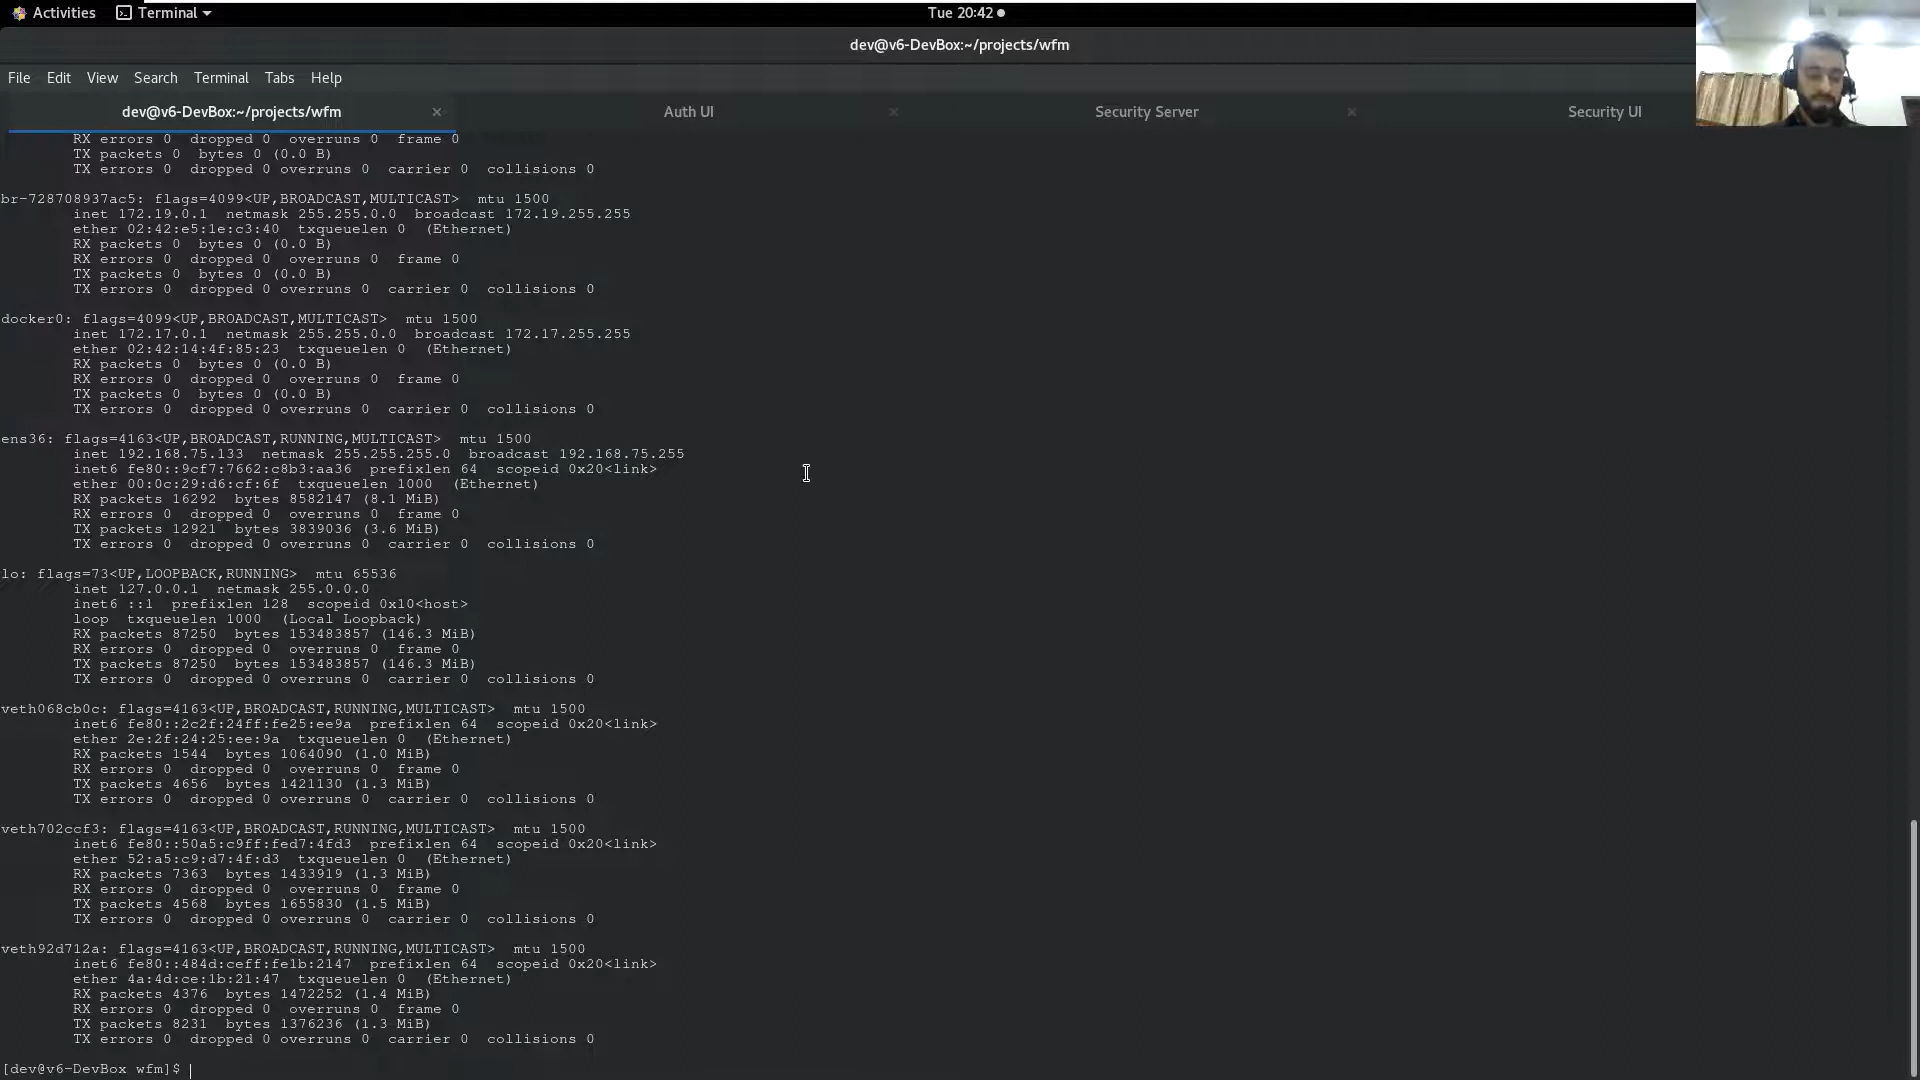 Activities Terminal Tue 20:42
dev@v6-DevBox:~/projects/wfm
File Edit View Search Terminal Tabs Help
dev@v6-DevBox:~/projects/wfm × Auth UI × Security Server × Security UI
RX errors 0 dropped 0 overruns 0 frame 0
TX packets 0 bytes 0 (0.0 B)
TX errors 0 dropped 0 overruns 0 carrier 0 collisions 0
br-728708937ac5: flags=4099<UP,BROADCAST,MULTICAST> mtu 1500
inet 172.19.0.1 netmask 255.255.0.0 broadcast 172.19.255.255
ether 02:42:e5:1e:c3:40 txqueuelen 0 (Ethernet)
RX packets 0 bytes 0 (0.0 B)
RX errors 0 dropped 0 overruns 0 frame 0
TX packets 0 bytes 0 (0.0 B)
TX errors 0 dropped 0 overruns 0 carrier 0 collisions 0
docker0: flags=4099<UP,BROADCAST,MULTICAST> mtu 1500
inet 172.17.0.1 netmask 255.255.0.0 broadcast 172.17.255.255
ether 02:42:14:4f:85:23 txqueuelen 0 (Ethernet)
RX packets 0 bytes 0 (0.0 B)
RX errors 0 dropped 0 overruns 0 frame 0
TX packets 0 bytes 0 (0.0 B)
TX errors 0 dropped 0 overruns 0 carrier 0 collisions 0
ens36: flags=4163<UP,BROADCAST,RUNNING,MULTICAST> mtu 1500
inet 192.168.75.133 netmask 255.255.255.0 broadcast 192.168.75.255
inet6 fe80::9cf7:7662:c8b3:aa36 prefixlen 64 scopeid 0x20<link>
ether 00:0c:29:d6:cf:6f txqueuelen 1000 (Ethernet)
RX packets 16292 bytes 8582147 (8.1 MiB)
RX errors 0 dropped 0 overruns 0 frame 0
TX packets 12921 bytes 3839036 (3.6 MiB)
TX errors 0 dropped 0 overruns 0 carrier 0 collisions 0
lo: flags=73<UP,LOOPBACK,RUNNING> mtu 65536
inet 127.0.0.1 netmask 255.0.0.0
inet6 ::1 prefixlen 128 scopeid 0x10<host>
loop txqueuelen 1000 (Local Loopback)
RX packets 87250 bytes 153483857 (146.3 MiB)
RX errors 0 dropped 0 overruns 0 frame 0
TX packets 87250 bytes 153483857 (146.3 MiB)
TX errors 0 dropped 0 overruns 0 carrier 0 collisions 0
veth068cb0c: flags=4163<UP,BROADCAST,RUNNING,MULTICAST> mtu 1500
inet6 fe80::2c2f:24ff:fe25:ee9a prefixlen 64 scopeid 0x20<link>
ether 2e:2f:24:25:ee:9a txqueuelen 0 (Ethernet)
RX packets 1544 bytes 1064090 (1.0 MiB)
RX errors 0 dropped 0 overruns 0 frame 0
TX packets 4656 bytes 1421130 (1.3 MiB)
TX errors 0 dropped 0 overruns 0 carrier 0 collisions 0
veth702ccf3: flags=4163<UP,BROADCAST,RUNNING,MULTICAST> mtu 1500
inet6 fe80::50a5:c9ff:fed7:4fd3 prefixlen 64 scopeid 0x20<link>
ether 52:a5:c9:d7:4f:d3 txqueuelen 0 (Ethernet)
RX packets 7363 bytes 1433919 (1.3 MiB)
RX errors 0 dropped 0 overruns 0 frame 0
TX packets 4568 bytes 1655830 (1.5 MiB)
TX errors 0 dropped 0 overruns 0 carrier 0 collisions 0
veth92d712a: flags=4163<UP,BROADCAST,RUNNING,MULTICAST> mtu 1500
inet6 fe80::484d:ceff:fe1b:2147 prefixlen 64 scopeid 0x20<link>
ether 4a:4d:ce:1b:21:47 txqueuelen 0 (Ethernet)
RX packets 4376 bytes 1472252 (1.4 MiB)
RX errors 0 dropped 0 overruns 0 frame 0
TX packets 8231 bytes 1376236 (1.3 MiB)
TX errors 0 dropped 0 overruns 0 carrier 0 collisions 0
[dev@v6-DevBox wfm]$